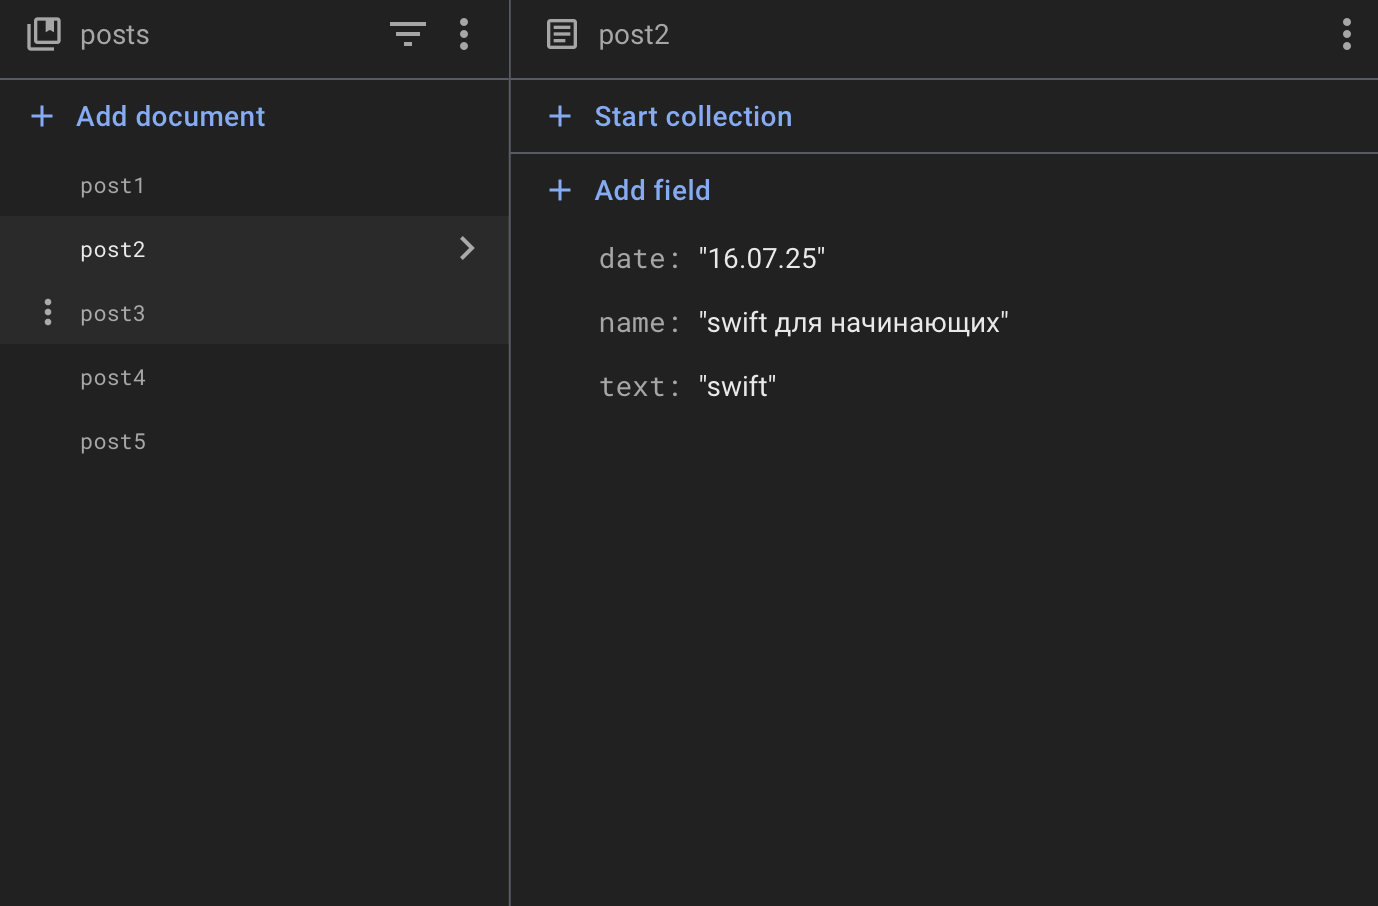 posts
Add document
post1
post2
post3
post4
post5
post2
Start collection
Add field
date: "16.07.25"
name: "swift для начинающих"
text: "swift"